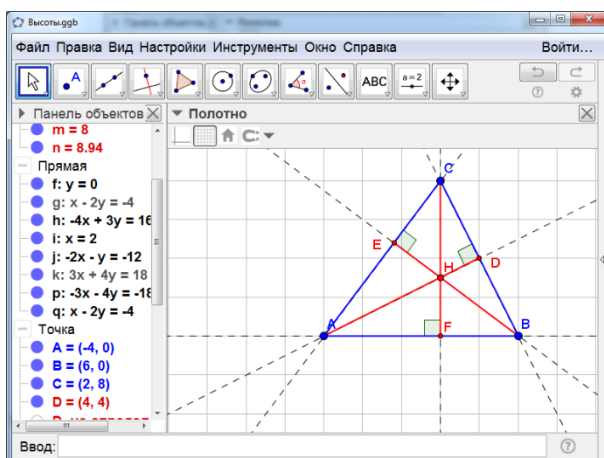 Высоты.ggb
Файл Правка Вид Настройки Инструменты Окно Справка Войти...
A ABC a=2
Панель объектов Полотно
m = 8
n = 8.94
Прямая
f: y = 0
g: x - 2y = -4
h: -4x + 3y = 16
i: x = 2
j: -2x - y = -12
k: 3x + 4y = 18
p: -3x - 4y = -18
q: x - 2y = -4
Точка
A = (-4, 0)
B = (6, 0)
C = (2, 8)
D = (4, 4)
C
E
H D
A F B
Ввод: